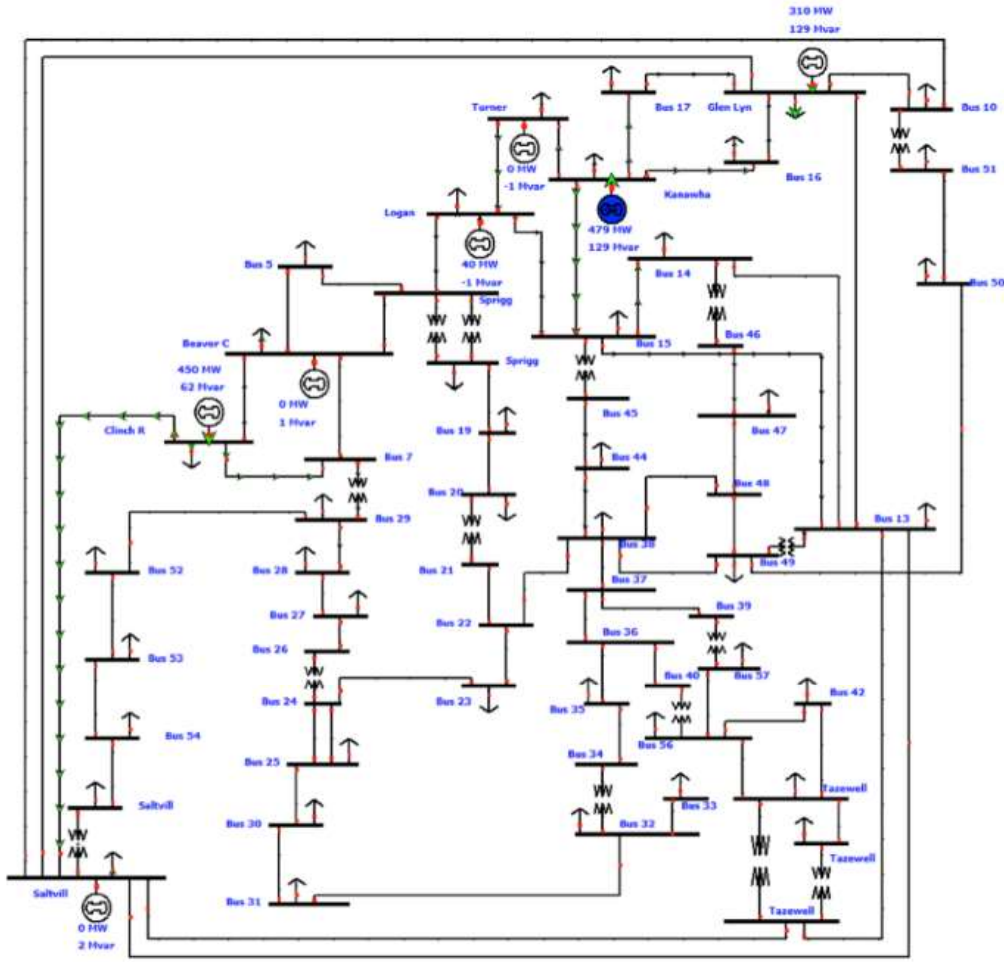 310 MW
129 Mvar
Turner
Bus 17
Glen Lyn
Bus 10
0 MW
-1 Mvar
Bus 16
Bus 51
Kanawha
Logan
479 MW
129 Mvar
Bus 5
40 MW
-1 Mvar
Bus 14
Bus 50
Sprigg
Beaver C
Bus 15
Bus 46
Sprigg
450 MW
62 Mvar
0 MW
1 Mvar
Bus 45
Clinch R
Bus 19
Bus 47
Bus 7
Bus 44
Bus 20
Bus 48
Bus 29
Bus 13
Bus 38
Bus 49
Bus 52
Bus 28
Bus 21
Bus 37
Bus 27
Bus 22
Bus 39
Bus 36
Bus 26
Bus 53
Bus 40
Bus 57
Bus 24
Bus 23
Bus 42
Bus 35
Bus 54
Bus 56
Bus 34
Bus 25
Tazewell
Saltvill
Bus 33
Bus 30
Bus 32
Tazewell
Saltvill
Bus 31
Tazewell
0 MW
2 Mvar